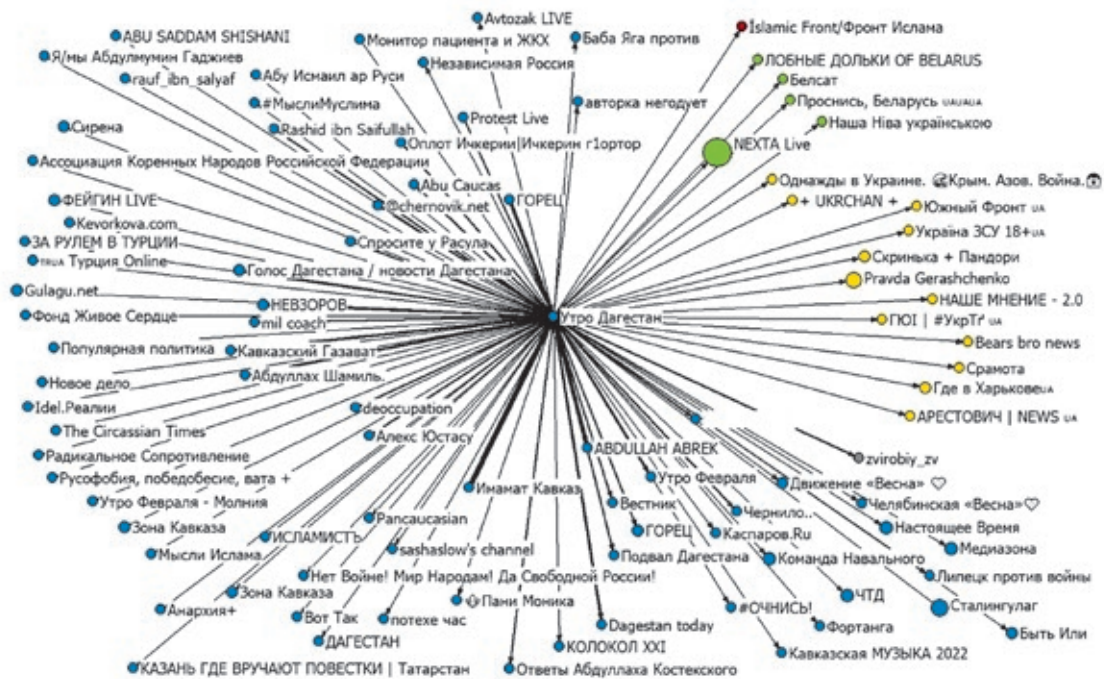 Avtozak LIVE
Islamic Front/Фронт Ислама
ABU SADDAM SHISHANI
Монитор пациента и ЖКХ
Баба Яга против
Я/мы Абдулмумин Гаджиев
Независимая Россия
ЛОБНЫЕ ДОЛЬКИ OF BELARUS
rauf_ibn_salyaf
Абу Исмаил ар Руси
Белсат
#МыслиМуслима
авторка негодует
Проснись, Беларусь UAUAUA
Сирена
Rashid ibn Saifullah
Protest Live
Наша Ніва українською
Оплот Ичкерии|Ичкерин г1ортор
NEXTA Live
Ассоциация Коренных Народов Российской Федерации
Abu Caucas
Однажды в Украине. Крым. Азов. Война.
ФЕЙГИН LIVE
@chernovik.net
ГОРЕЦ
+ UKRCHAN +
Южный Фронт UA
Kevorkova.com
Україна ЗСУ 18+UA
ЗА РУЛЕМ В ТУРЦИИ
Спросите у Расула
TRUA Турция Online
Голос Дагестана / новости Дагестана
Скринька + Пандори
Pravda Gerashchenko
Gulagu.net
НЕВЗОРОВ
НАШЕ МНЕНИЕ - 2.0
Фонд Живое Сердце
mil coach
Утро Дагестан
ГЮІ | #УкрТґ UA
Популярная политика
Кавказский Газават
Bears bro news
Новое дело
Абдуллах Шамиль.
Срамота
Где в ХарьковеUA
Idel.Реалии
deoccupation
АРЕСТОВИЧ | NEWS UA
The Circassian Times
Алекс Юстасу
Радикальное Сопротивление
ABDULLAH ABREK
zvirobiy_zv
Русофобия, победобесие, вата +
Имамат Кавказ
Утро Февраля
Движение «Весна» ♡
Утро Февраля - Молния
Вестник
Челябинская «Весна»♡
Зона Кавказа
Pancaucasian
Чернило..
ИСЛАМИСТЪ
ГОРЕЦ
Каспаров.Ru
Настоящее Время
Мысли Ислама
sashaslow's channel
Подвал Дагестана
Команда Навального
Медиазона
Нет Войне! Мир Народам! Да Свободной России!
Липецк против войны
Зона Кавказа
Пани Моника
ЧТД
Анархия+
Вот Так
потехе час
#ОЧНИСЬ!
Сталингулаг
Dagestan today
Фортанга
Быть Или
ДАГЕСТАН
КОЛОКОЛ XXI
Кавказская МУЗЫКА 2022
КАЗАНЬ ГДЕ ВРУЧАЮТ ПОВЕСТКИ | Татарстан
Ответы Абдуллаха Костекского